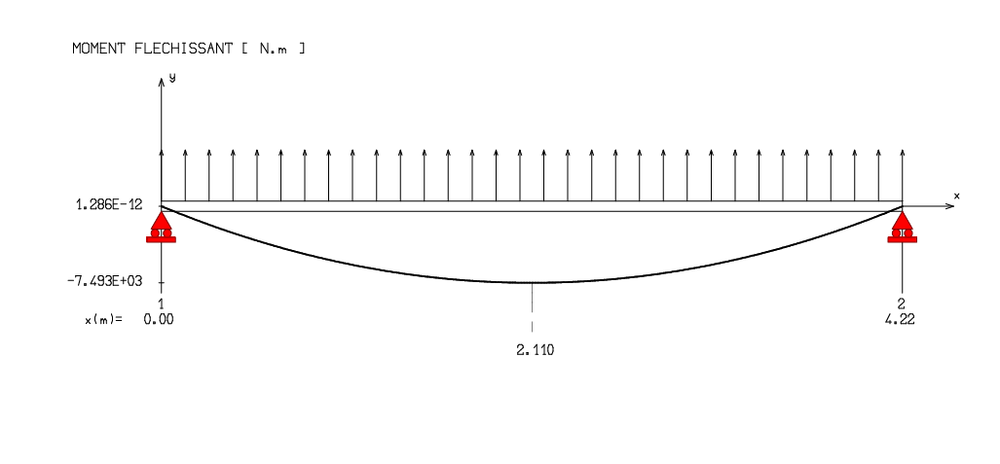 MOMENT FLECHISSANT [ N.m ]
y
x
1.286E-12
-7.493E+03
1 2
x(m)= 0.00 4.22
2.110